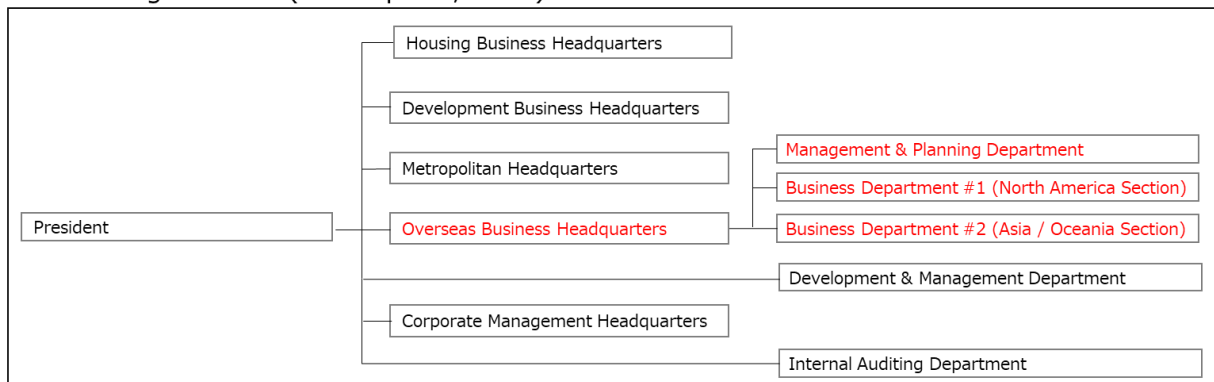 Housing Business Headquarters
Development Business Headquarters
Management & Planning Department
Metropolitan Headquarters
Business Department #1 (North America Section)
President
Overseas Business Headquarters
Business Department #2 (Asia / Oceania Section)
Development & Management Department
Corporate Management Headquarters
Internal Auditing Department